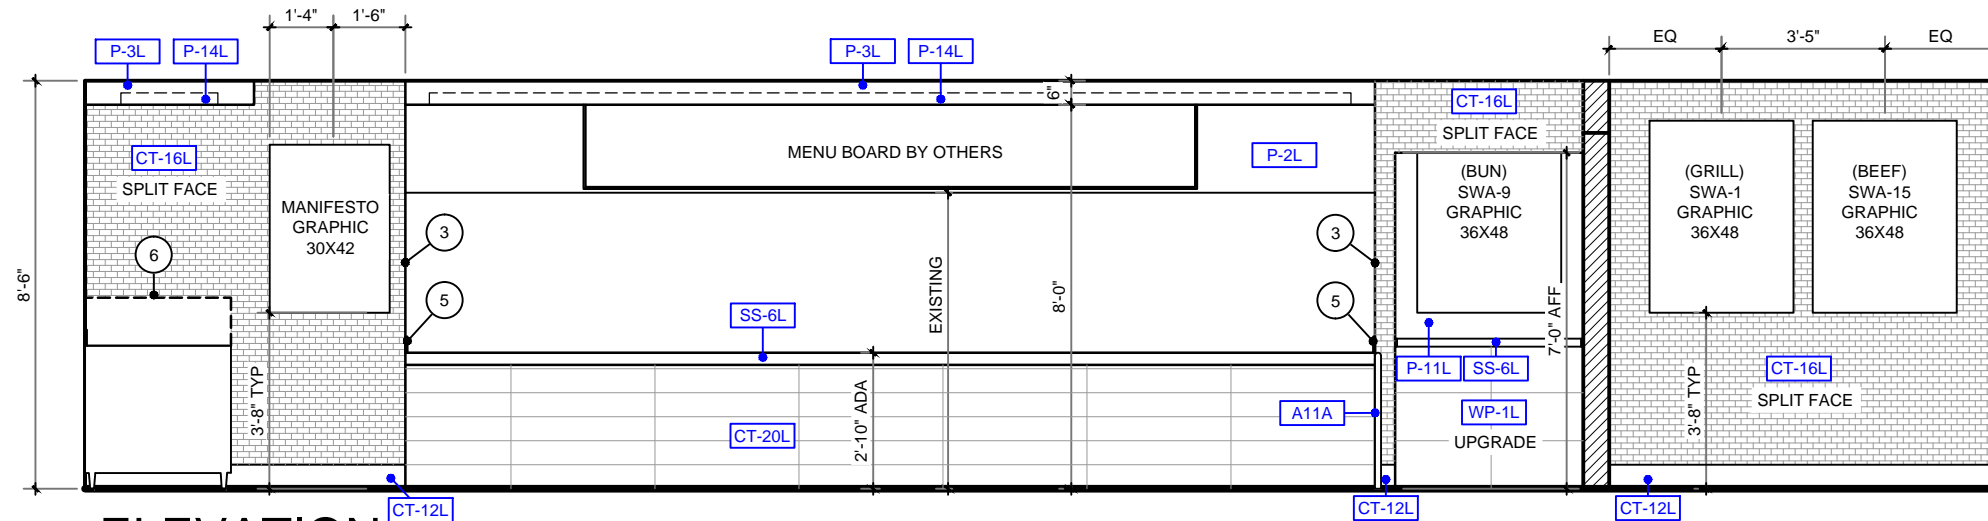 1'-4" 1'-6"
EQ 3'-5" EQ
P-3L P-14L
P-3L P-14L
6"
CT-16L
SPLIT FACE
CT-16L
SPLIT FACE
MENU BOARD BY OTHERS
P-2L
MANIFESTO
GRAPHIC
30X42
(BUN)
SWA-9
GRAPHIC
36X48
(GRILL)
SWA-1
GRAPHIC
36X48
(BEEF)
SWA-15
GRAPHIC
36X48
3
3
6
5
5
8'-6"
EXISTING
8'-0"
7'-0" AFF
SS-6L
P-11L SS-6L
CT-16L
SPLIT FACE
3'-8" TYP
2'-10" ADA
3'-8" TYP
A11A
WP-1L
UPGRADE
CT-20L
CT-12L
CT-12L
CT-12L
ELEVATION